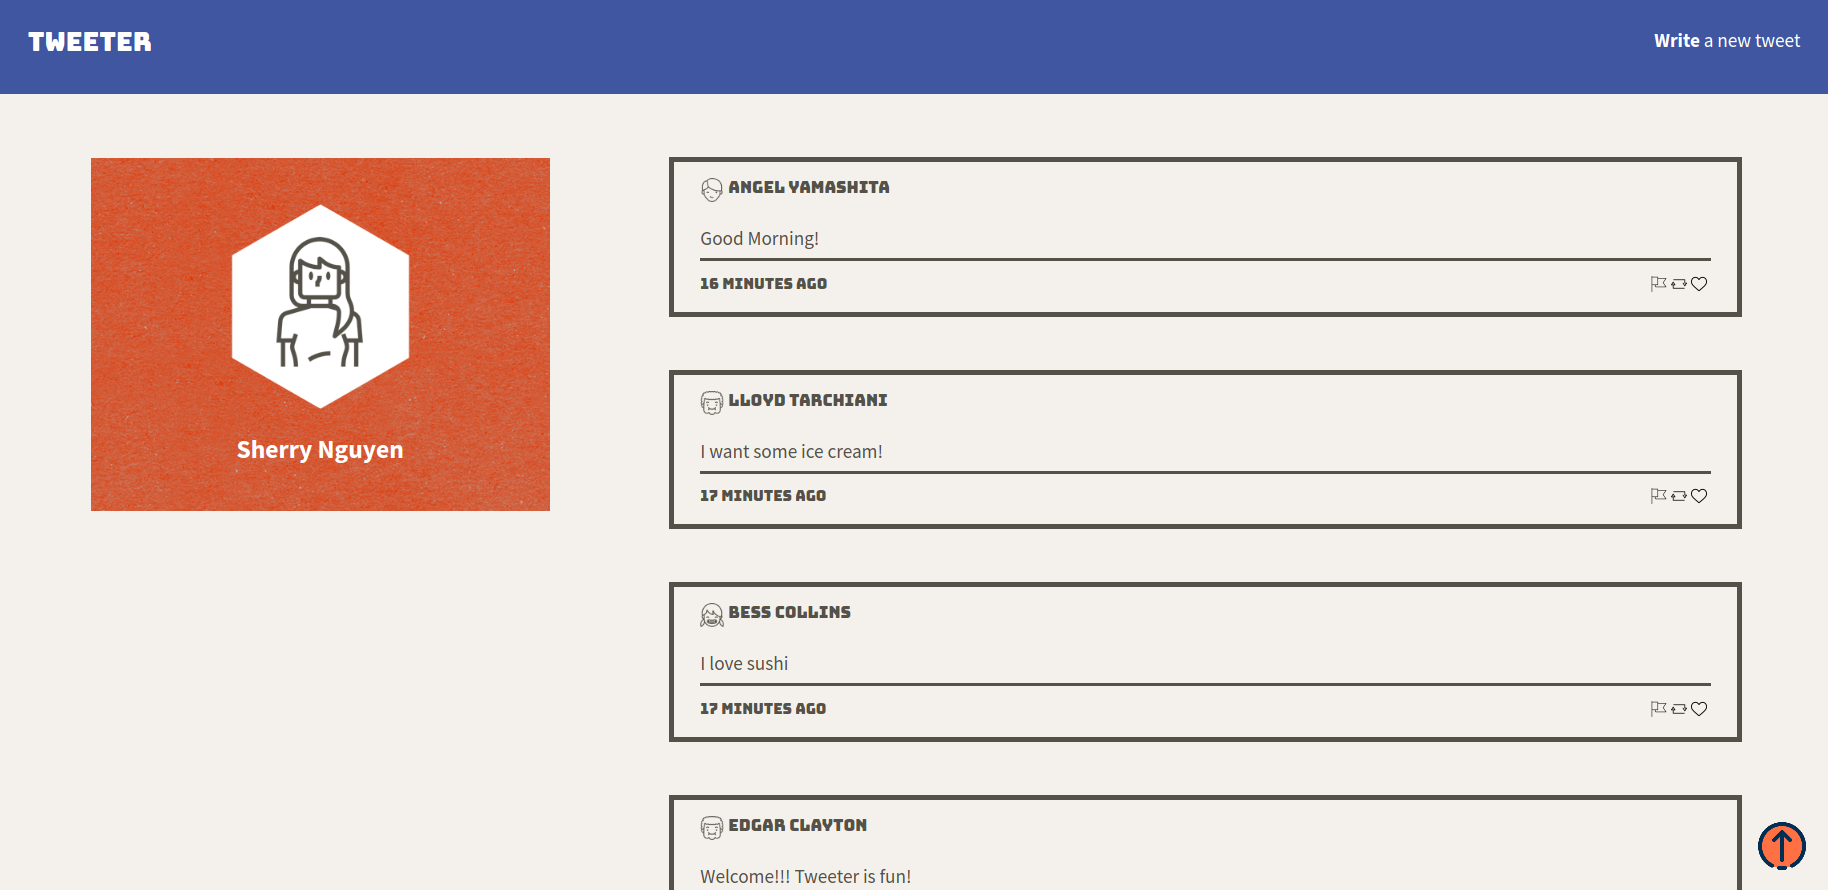 TWEETER
Write a new tweet
Sherry Nguyen
ANGEL YAMASHITA
Good Morning!
16 MINUTES AGO
LLOYD TARCHIANI
I want some ice cream!
17 MINUTES AGO
BESS COLLINS
I love sushi
17 MINUTES AGO
EDGAR CLAYTON
Welcome!!! Tweeter is fun!